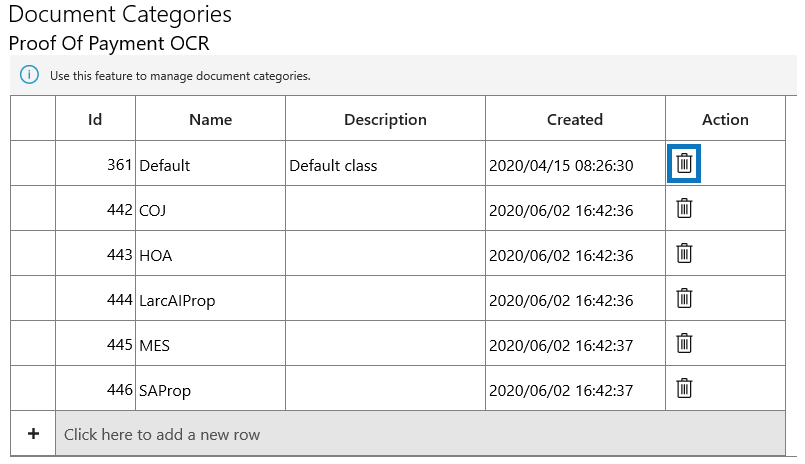 Document Categories
Proof Of Payment OCR
Use this feature to manage document categories.
Id Name Description Created Action
361 Default Default class 2020/04/15 08:26:30
442 COJ 2020/06/02 16:42:36
443 HOA 2020/06/02 16:42:36
444 LarcAIProp 2020/06/02 16:42:36
445 MES 2020/06/02 16:42:37
446 SAProp 2020/06/02 16:42:37
+ Click here to add a new row